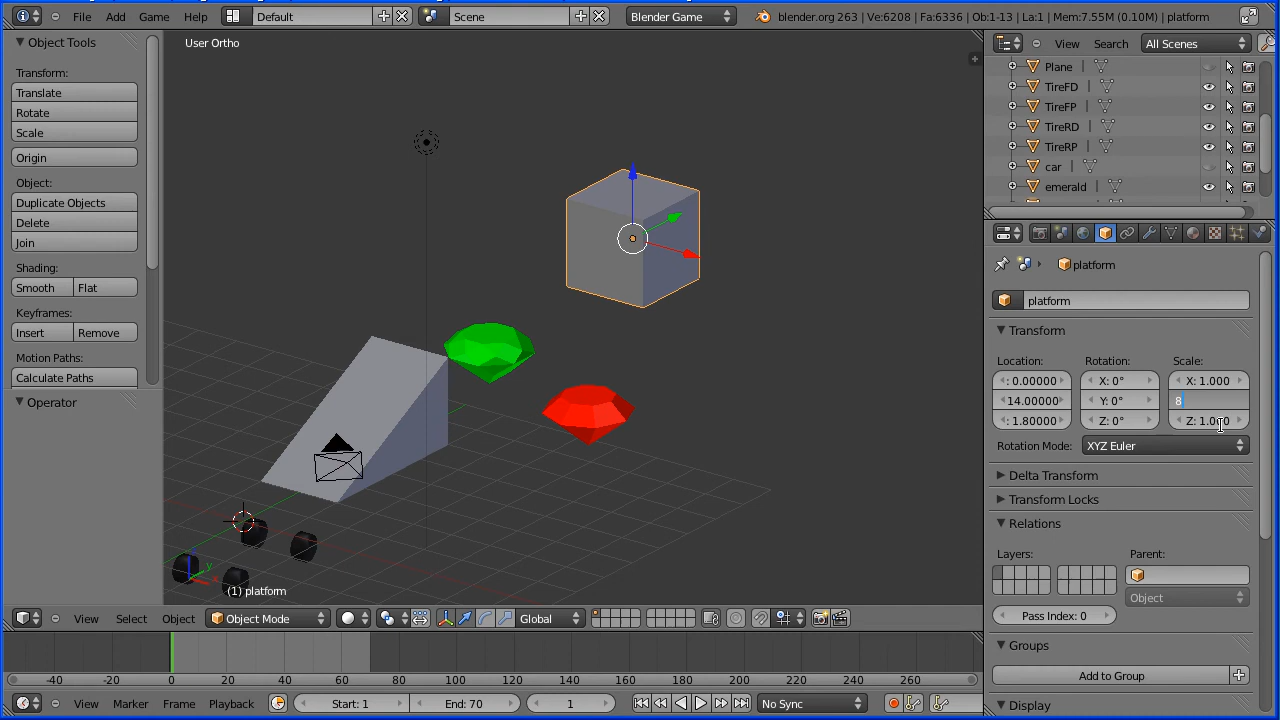 File Add Game Help Default Scene Blender Game blender.org 263 | Ve:6208 | Fa:6336 | Ob:1-13 | La:1 | Mem:7.55M (0.10M) | platform
Object Tools
Transform:
Translate
Rotate
Scale
Origin
Object:
Duplicate Objects
Delete
Join
Shading:
Smooth Flat
Keyframes:
Insert Remove
Motion Paths:
Calculate Paths
Operator
User Ortho
(1) platform
View Select Object Object Mode Global
-40 -20 0 20 40 60 80 100 120 140 160 180 200 220 240 260
View Marker Frame Playback Start: 1 End: 70 1 No Sync
View Search All Scenes
Plane
TireFD
TireFP
TireRD
TireRP
car
emerald
platform
platform
Transform
Location: Rotation: Scale:
: 0.00000 X: 0° X: 1.000
14.00000 Y: 0° 8
: 1.80000 Z: 0° Z: 1.000
Rotation Mode: XYZ Euler
Delta Transform
Transform Locks
Relations
Layers: Parent:
Object
Pass Index: 0
Groups
Add to Group
Display